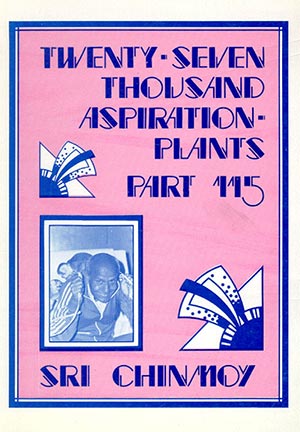 TWENTY-SEVEN
THOUSAND
ASPIRATION-
PLANTS
PART 115
SRI CHINMOY